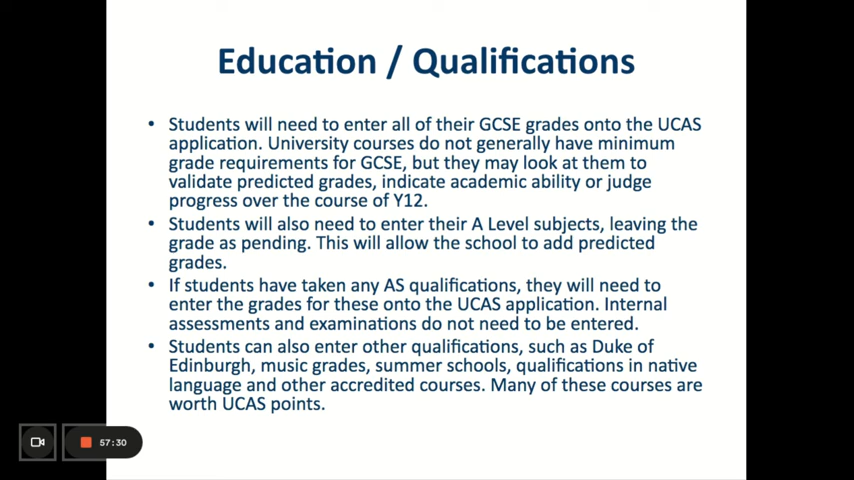 Education / Qualifications
• Students will need to enter all of their GCSE grades onto the UCAS
application. University courses do not generally have minimum
grade requirements for GCSE, but they may look at them to
validate predicted grades, indicate academic ability or judge
progress over the course of Y12.
• Students will also need to enter their A Level subjects, leaving the
grade as pending. This will allow the school to add predicted
grades.
• If students have taken any AS qualifications, they will need to
enter the grades for these onto the UCAS application. Internal
assessments and examinations do not need to be entered.
• Students can also enter other qualifications, such as Duke of
Edinburgh, music grades, summer schools, qualifications in native
language and other accredited courses. Many of these courses are
worth UCAS points.
57:30